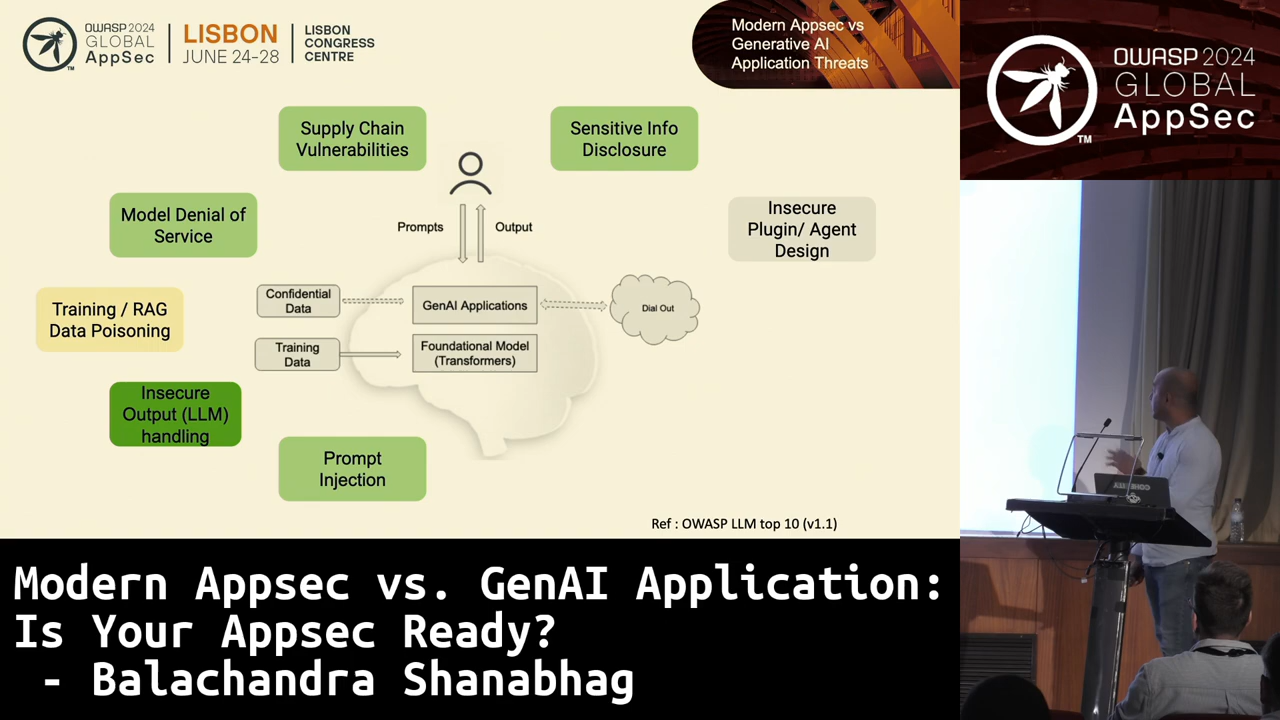 OWASP 2024
GLOBAL
AppSec
LISBON
JUNE 24-28
LISBON
CONGRESS
CENTRE
Modern Appsec vs
Generative AI
Application Threats
OWASP 2024
GLOBAL
AppSec
TM
Supply Chain
Vulnerabilities
Sensitive Info
Disclosure
Model Denial of
Service
Insecure
Plugin/ Agent
Design
Prompts
Output
Training / RAG
Data Poisoning
Confidential
Data
GenAI Applications
Dial Out
Training
Data
Foundational Model
(Transformers)
Insecure
Output (LLM)
handling
Prompt
Injection
COHESITY
Ref : OWASP LLM top 10 (v1.1)
Modern Appsec vs. GenAI Application:
Is Your Appsec Ready?
- Balachandra Shanabhag